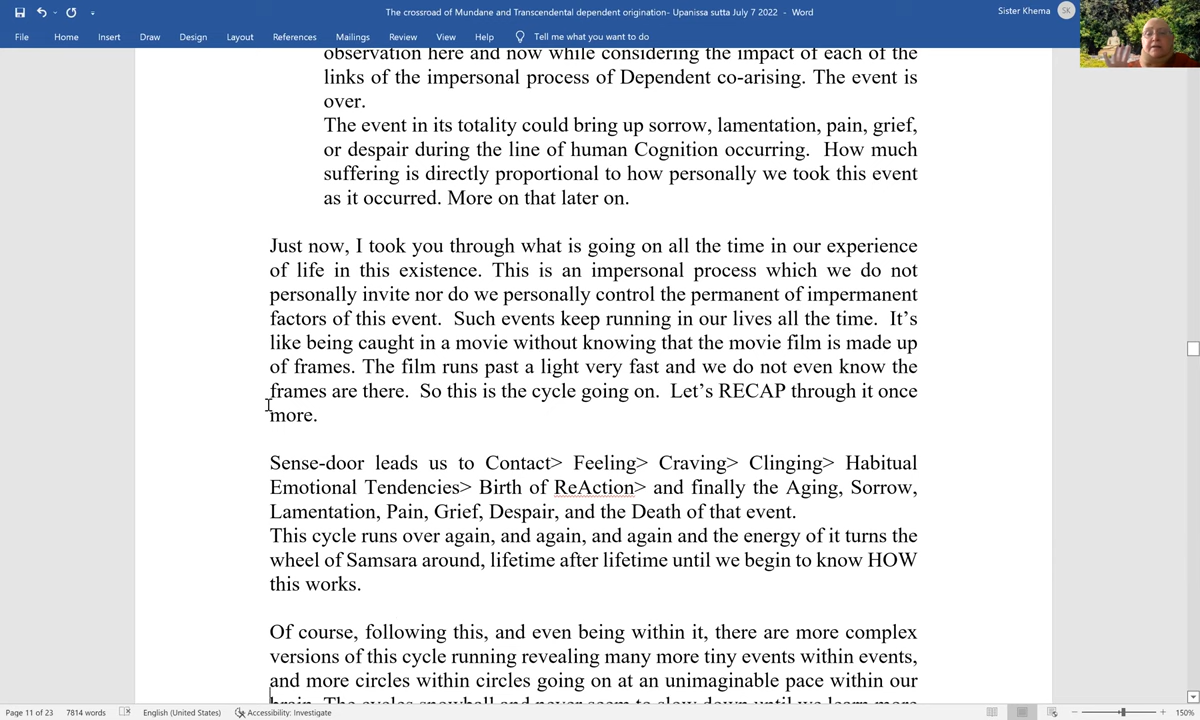 The crossroad of Mundane and Transcendental dependent origination- Upanissa sutta July 7 2022 - Word
Sister Khema SK
File Home Insert Draw Design Layout References Mailings Review View Help Tell me what you want to do
observation here and now while considering the impact of each of the
links of the impersonal process of Dependent co-arising. The event is
over.
The event in its totality could bring up sorrow, lamentation, pain, grief,
or despair during the line of human Cognition occurring. How much
suffering is directly proportional to how personally we took this event
as it occurred. More on that later on.
Just now, I took you through what is going on all the time in our experience
of life in this existence. This is an impersonal process which we do not
personally invite nor do we personally control the permanent of impermanent
factors of this event. Such events keep running in our lives all the time. It’s
like being caught in a movie without knowing that the movie film is made up
of frames. The film runs past a light very fast and we do not even know the
frames are there. So this is the cycle going on. Let’s RECAP through it once
more.
Sense-door leads us to Contact> Feeling> Craving> Clinging> Habitual
Emotional Tendencies> Birth of ReAction> and finally the Aging, Sorrow,
Lamentation, Pain, Grief, Despair, and the Death of that event.
This cycle runs over again, and again, and again and the energy of it turns the
wheel of Samsara around, lifetime after lifetime until we begin to know HOW
this works.
Of course, following this, and even being within it, there are more complex
versions of this cycle running revealing many more tiny events within events,
and more circles within circles going on at an unimaginable pace within our
brain. The cycles snowball and never seem to slow down until we learn more
Page 11 of 23 7814 words English (United States) Accessibility: Investigate 150%